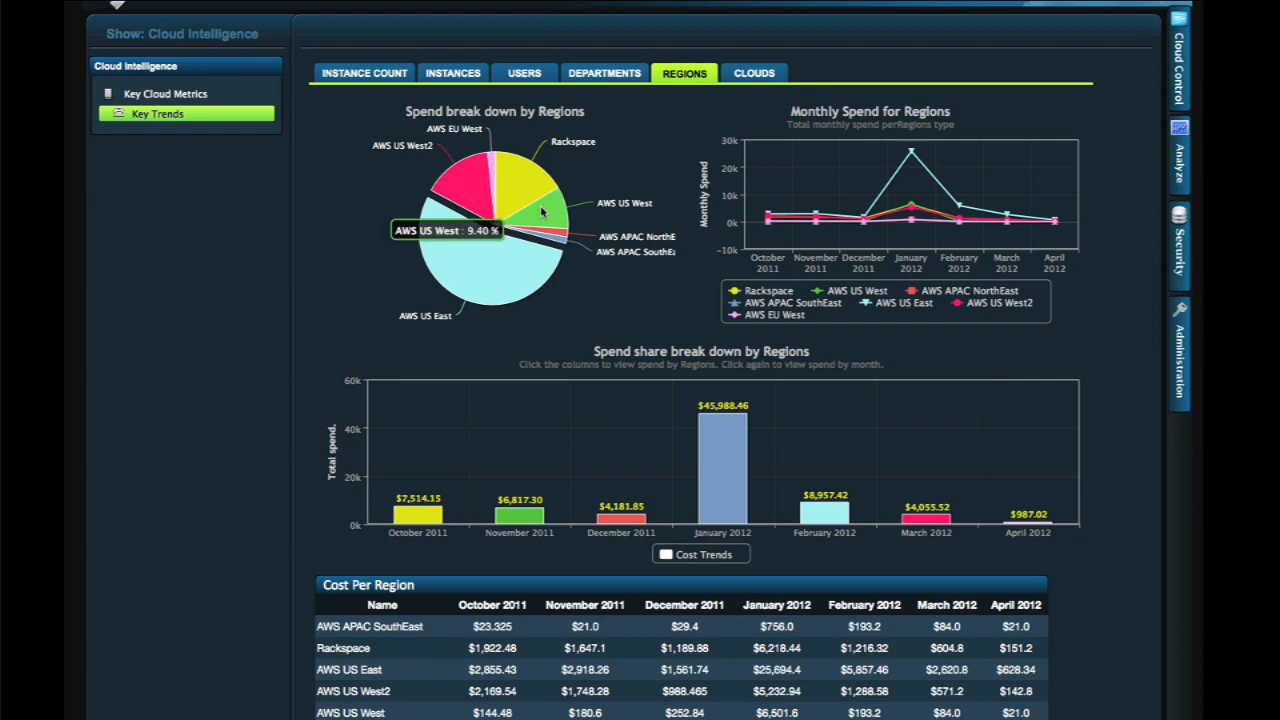 Show: Cloud Intelligence
Cloud Intelligence
Key Cloud Metrics
Key Trends
INSTANCE COUNT INSTANCES USERS DEPARTMENTS REGIONS CLOUDS
Spend break down by Regions
AWS EU West
AWS US West2
Rackspace
AWS US West
AWS US West : 9.40 %
AWS APAC NorthE
AWS APAC SouthEa
AWS US East
Monthly Spend for Regions
Total monthly spend perRegions type
Monthly Spend
30k
20k
10k
0k
-10k
October 2011 November 2011 December 2011 January 2012 February 2012 March 2012 April 2012
Rackspace AWS US West AWS APAC NorthEast
AWS APAC SouthEast AWS US East AWS US West2
AWS EU West
Spend share break down by Regions
Click the columns to view spend by Regions. Click again to view spend by month.
Total spend.
60k
40k
20k
0k
$7,514.15 $6,817.30 $4,181.85 $45,988.46 $8,957.42 $4,055.52 $987.02
October 2011 November 2011 December 2011 January 2012 February 2012 March 2012 April 2012
Cost Trends
Cost Per Region
Name October 2011 November 2011 December 2011 January 2012 February 2012 March 2012 April 2012
AWS APAC SouthEast $23.325 $21.0 $29.4 $756.0 $193.2 $84.0 $21.0
Rackspace $1,922.48 $1,647.1 $1,189.88 $6,218.44 $1,216.32 $604.8 $151.2
AWS US East $2,855.43 $2,918.26 $1,561.74 $25,694.4 $5,857.46 $2,620.8 $628.34
AWS US West2 $2,169.54 $1,748.28 $988.465 $5,232.94 $1,288.58 $571.2 $142.8
AWS US West $144.48 $180.6 $252.84 $6,501.6 $193.2 $84.0 $21.0
Cloud Control
Analyze
Security
Administration